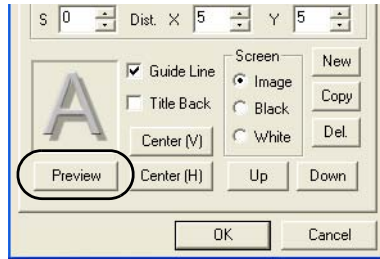 S 0 Dist. X 5 Y 5
Screen
New
Guide Line
Image
Title Back
Black
Copy
A
Center (V)
White
Del.
Preview
Center (H)
Up
Down
OK
Cancel